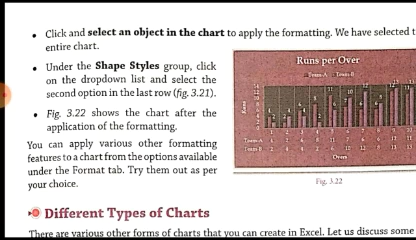 • Click and select an object in the chart to apply the formatting. We have selected t
entire chart.
• Under the Shape Styles group, click
on the dropdown list and select the
second option in the last row (fig. 3.21).
• Fig. 3.22 shows the chart after the
application of the formatting.
You can apply various other formatting
features to a chart from the options available
under the Format tab. Try them out as per
your choice.
Runs per Over
Team-A Team-B
Runs
Team-A
Team-B
Overs
Fig. 3.22
Different Types of Charts
There are various other forms of charts that you can create in Excel. Let us discuss some